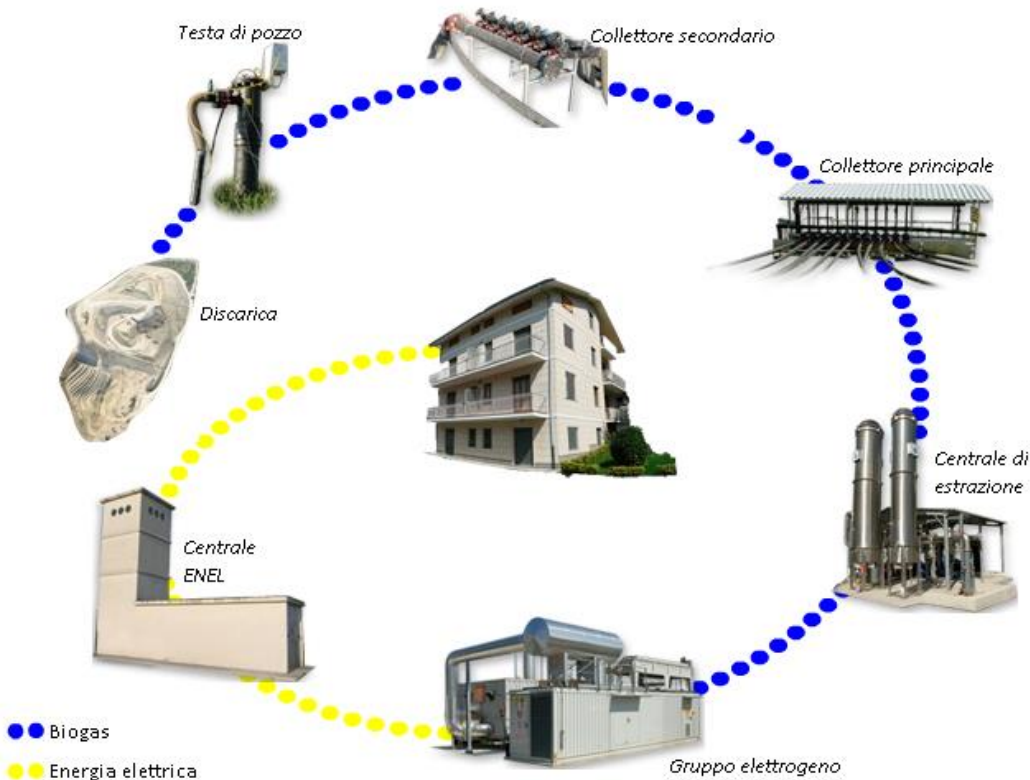 Testa di pozzo
Collettore secondario
Collettore principale
Discarica
Centrale di
estrazione
Centrale
ENEL
Biogas
Energia elettrica
Gruppo elettrogeno